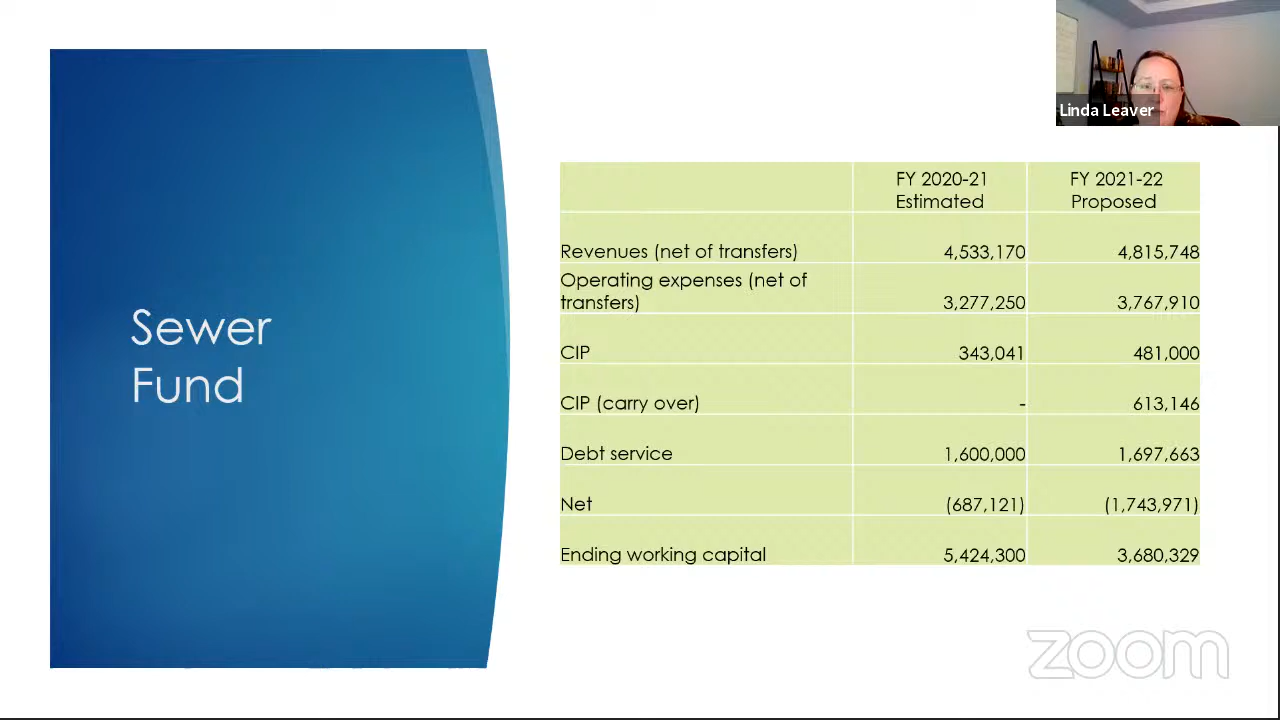 Linda Leaver
Sewer
Fund
FY 2020-21 FY 2021-22
Estimated Proposed
Revenues (net of transfers) 4,533,170 4,815,748
Operating expenses (net of
transfers) 3,277,250 3,767,910
CIP 343,041 481,000
CIP (carry over) - 613,146
Debt service 1,600,000 1,697,663
Net (687,121) (1,743,971)
Ending working capital 5,424,300 3,680,329
zoom